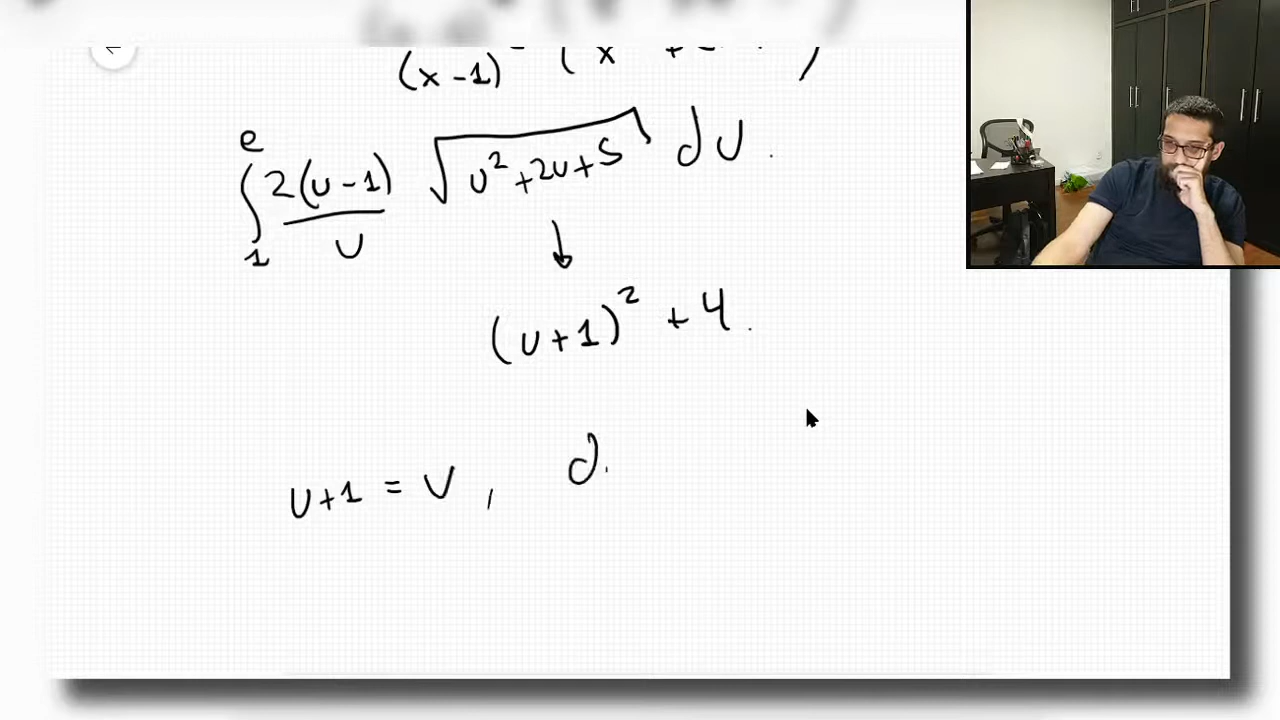 (x-1) (x +
∫₁ᵉ 2(u-1)/u √(u²+2u+5) du.
↓
(u+1)² + 4.
u+1 = v, d